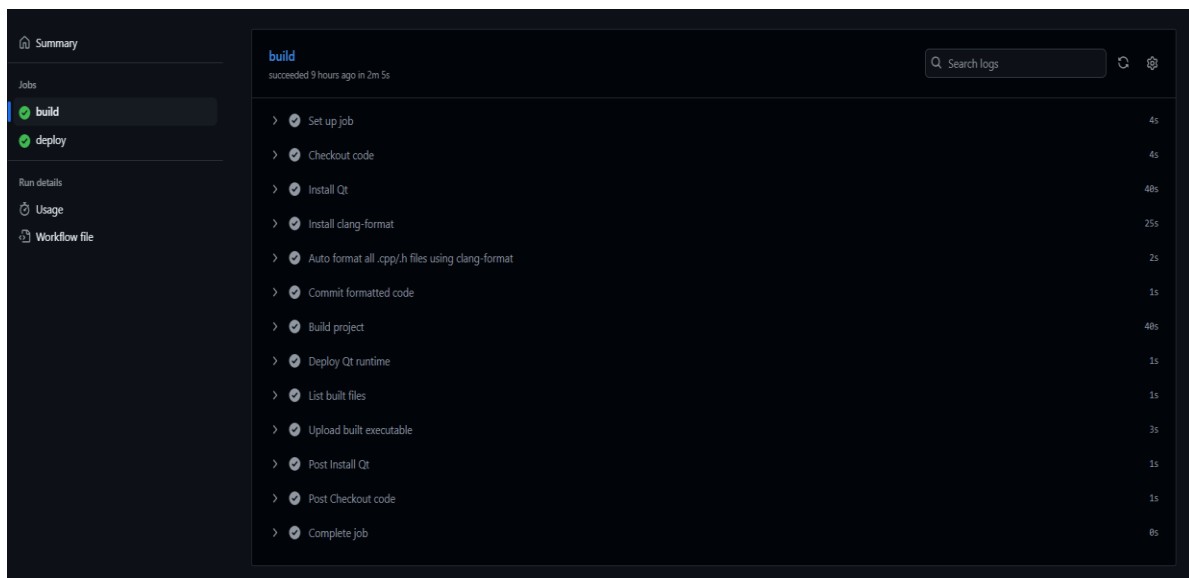 Summary
Jobs
build
deploy
Run details
Usage
Workflow file
build
succeeded 9 hours ago in 2m 5s
Search logs
Set up job 4s
Checkout code 4s
Install Qt 40s
Install clang-format 25s
Auto format all .cpp/.h files using clang-format 2s
Commit formatted code 1s
Build project 40s
Deploy Qt runtime 1s
List built files 1s
Upload built executable 3s
Post Install Qt 1s
Post Checkout code 1s
Complete job 0s